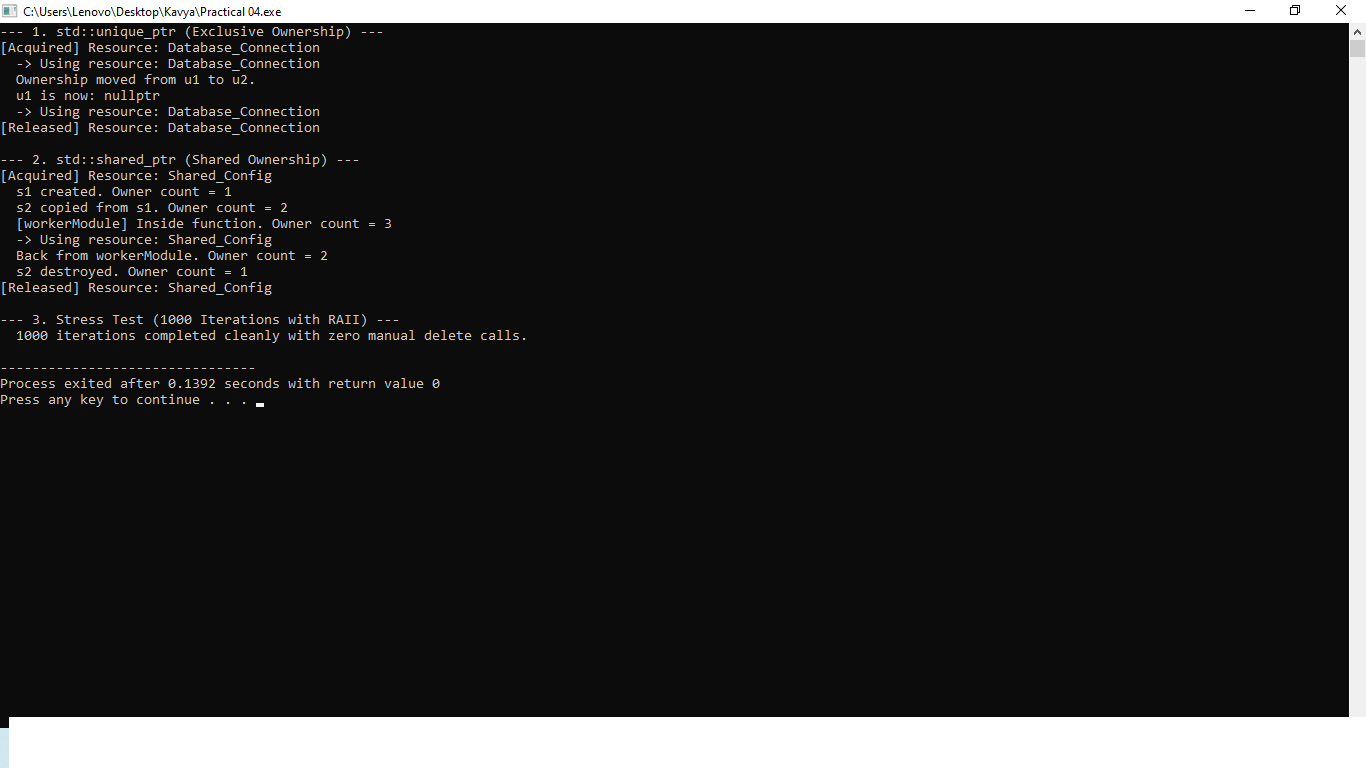 C:\Users\Lenovo\Desktop\Kavya\Practical 04.exe
--- 1. std::unique_ptr (Exclusive Ownership) ---
[Acquired] Resource: Database_Connection
  -> Using resource: Database_Connection
  Ownership moved from u1 to u2.
  u1 is now: nullptr
  -> Using resource: Database_Connection
[Released] Resource: Database_Connection

--- 2. std::shared_ptr (Shared Ownership) ---
[Acquired] Resource: Shared_Config
  s1 created. Owner count = 1
  s2 copied from s1. Owner count = 2
  [workerModule] Inside function. Owner count = 3
  -> Using resource: Shared_Config
  Back from workerModule. Owner count = 2
  s2 destroyed. Owner count = 1
[Released] Resource: Shared_Config

--- 3. Stress Test (1000 Iterations with RAII) ---
  1000 iterations completed cleanly with zero manual delete calls.

--------------------------------
Process exited after 0.1392 seconds with return value 0
Press any key to continue . . .